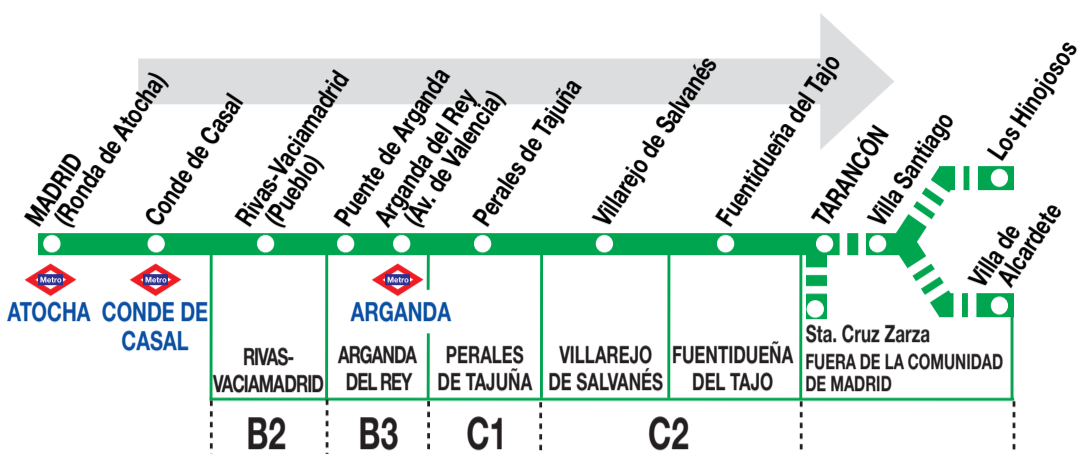 MADRID
(Ronda de Atocha)
Conde de Casal
Rivas-Vaciamadrid
(Pueblo)
Puente de Arganda
Arganda del Rey
(Av. de Valencia)
Perales de Tajuña
Villarejo de Salvanés
Fuentidueña del Tajo
TARANCÓN
Villa Santiago
Los Hinojosos
Villa de
Alcardete
Metro
ATOCHA
Metro
CONDE DE
CASAL
Metro
ARGANDA
Sta. Cruz Zarza
FUERA DE LA COMUNIDAD
DE MADRID
RIVAS-
VACIAMADRID
ARGANDA
DEL REY
PERALES
DE TAJUÑA
VILLAREJO
DE SALVANÉS
FUENTIDUEÑA
DEL TAJO
B2
B3
C1
C2